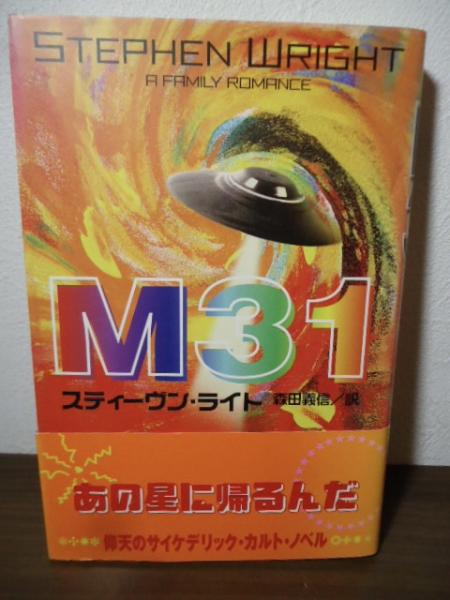 STEPHEN WRIGHT
A FAMILY ROMANCE
M31
スティーヴン・ライト 森田義信/訳
あの星に帰るんだ
仰天のサイケデリック・カルト・ノベル